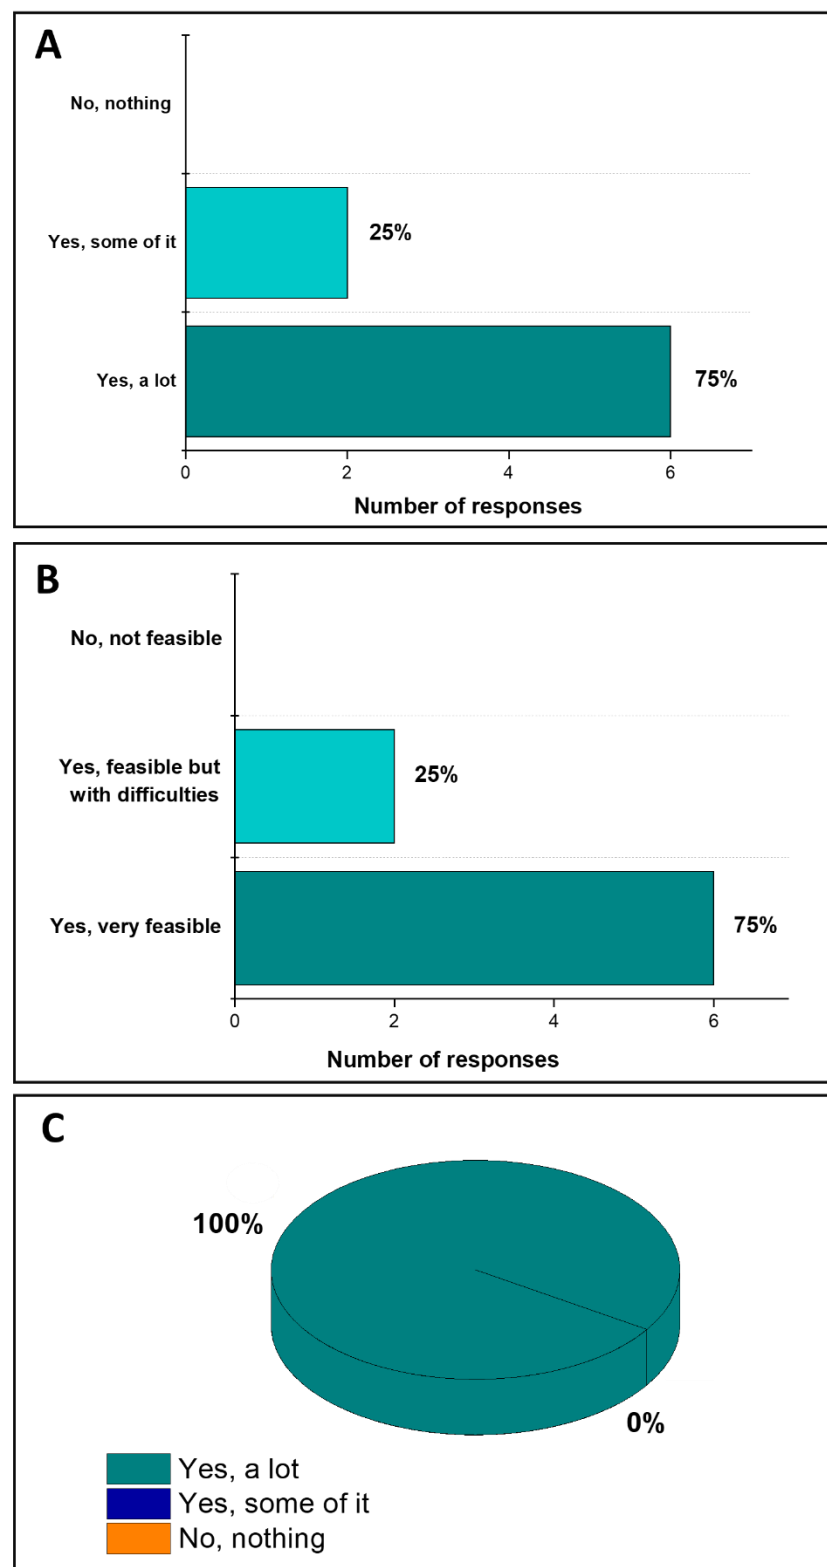 A
No, nothing
Yes, some of it
25%
Yes, a lot
75%
0 2 4 6
Number of responses
B
No, not feasible
Yes, feasible but
with difficulties
25%
Yes, very feasible
75%
0 2 4 6
Number of responses
C
100%
0%
Yes, a lot
Yes, some of it
No, nothing